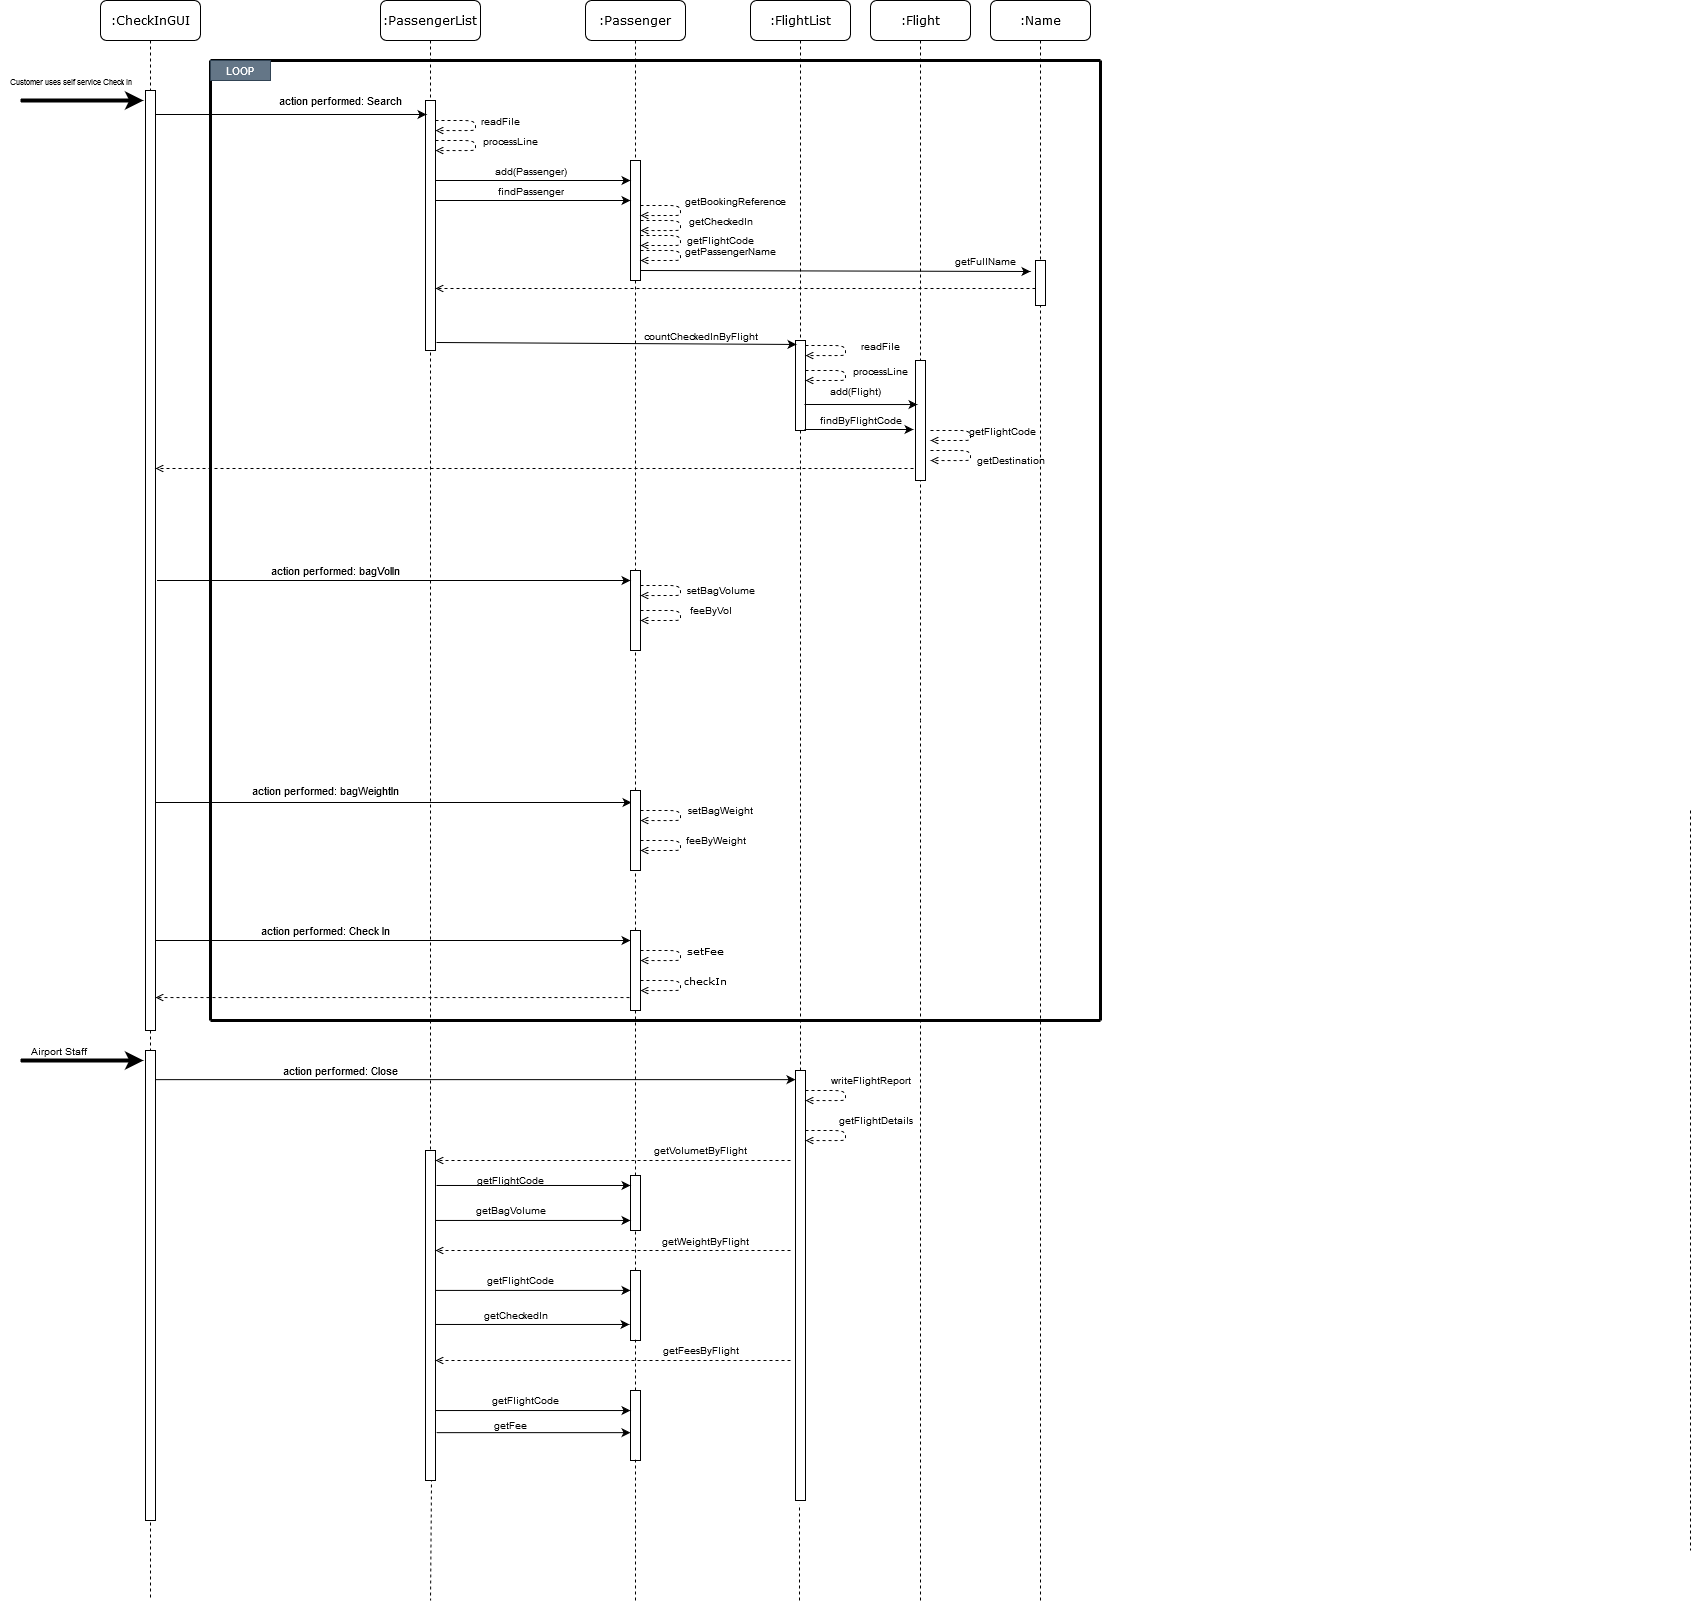 :CheckInGUI
:PassengerList
:Passenger
:FlightList
:Flight
:Name
LOOP
Customer uses self service Check In
action performed: Search
readFile
processLine
add(Passenger)
findPassenger
getBookingReference
getCheckedIn
getFlightCode
getPassengerName
getFullName
countCheckedInByFlight
readFile
processLine
add(Flight)
findByFlightCode
getFlightCode
getDestination
action performed: bagVolIn
setBagVolume
feeByVol
action performed: bagWeightIn
setBagWeight
feeByWeight
action performed: Check In
setFee
checkIn
Airport Staff
action performed: Close
writeFlightReport
getFlightDetails
getVolumetByFlight
getFlightCode
getBagVolume
getWeightByFlight
getFlightCode
getCheckedIn
getFeesByFlight
getFlightCode
getFee